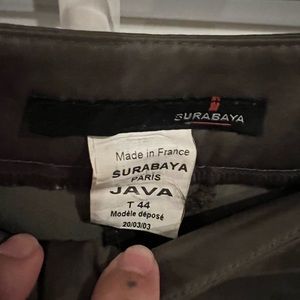 SURABAYA
Made in France
SURABAYA
PARIS
JAVA
T 44
Modèle déposé
20/03/03